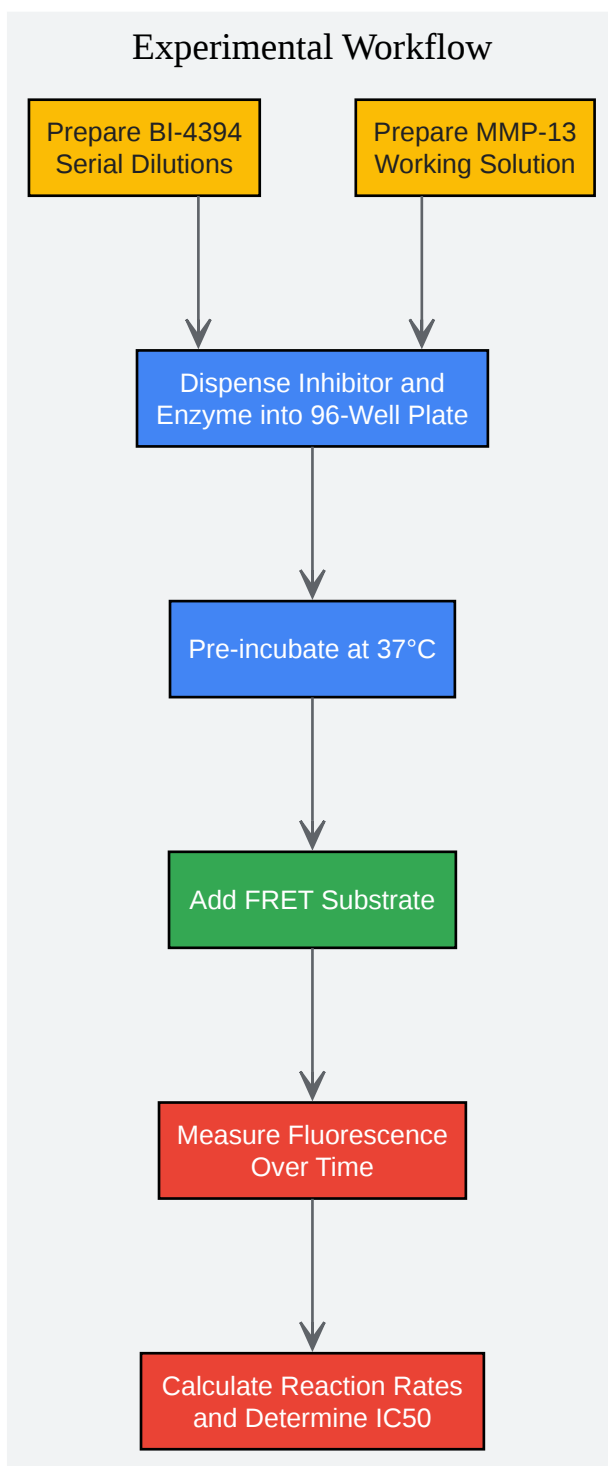 Experimental Workflow
Prepare BI-4394
Serial Dilutions
Prepare MMP-13
Working Solution
Dispense Inhibitor and
Enzyme into 96-Well Plate
Pre-incubate at 37°C
Add FRET Substrate
Measure Fluorescence
Over Time
Calculate Reaction Rates
and Determine IC50